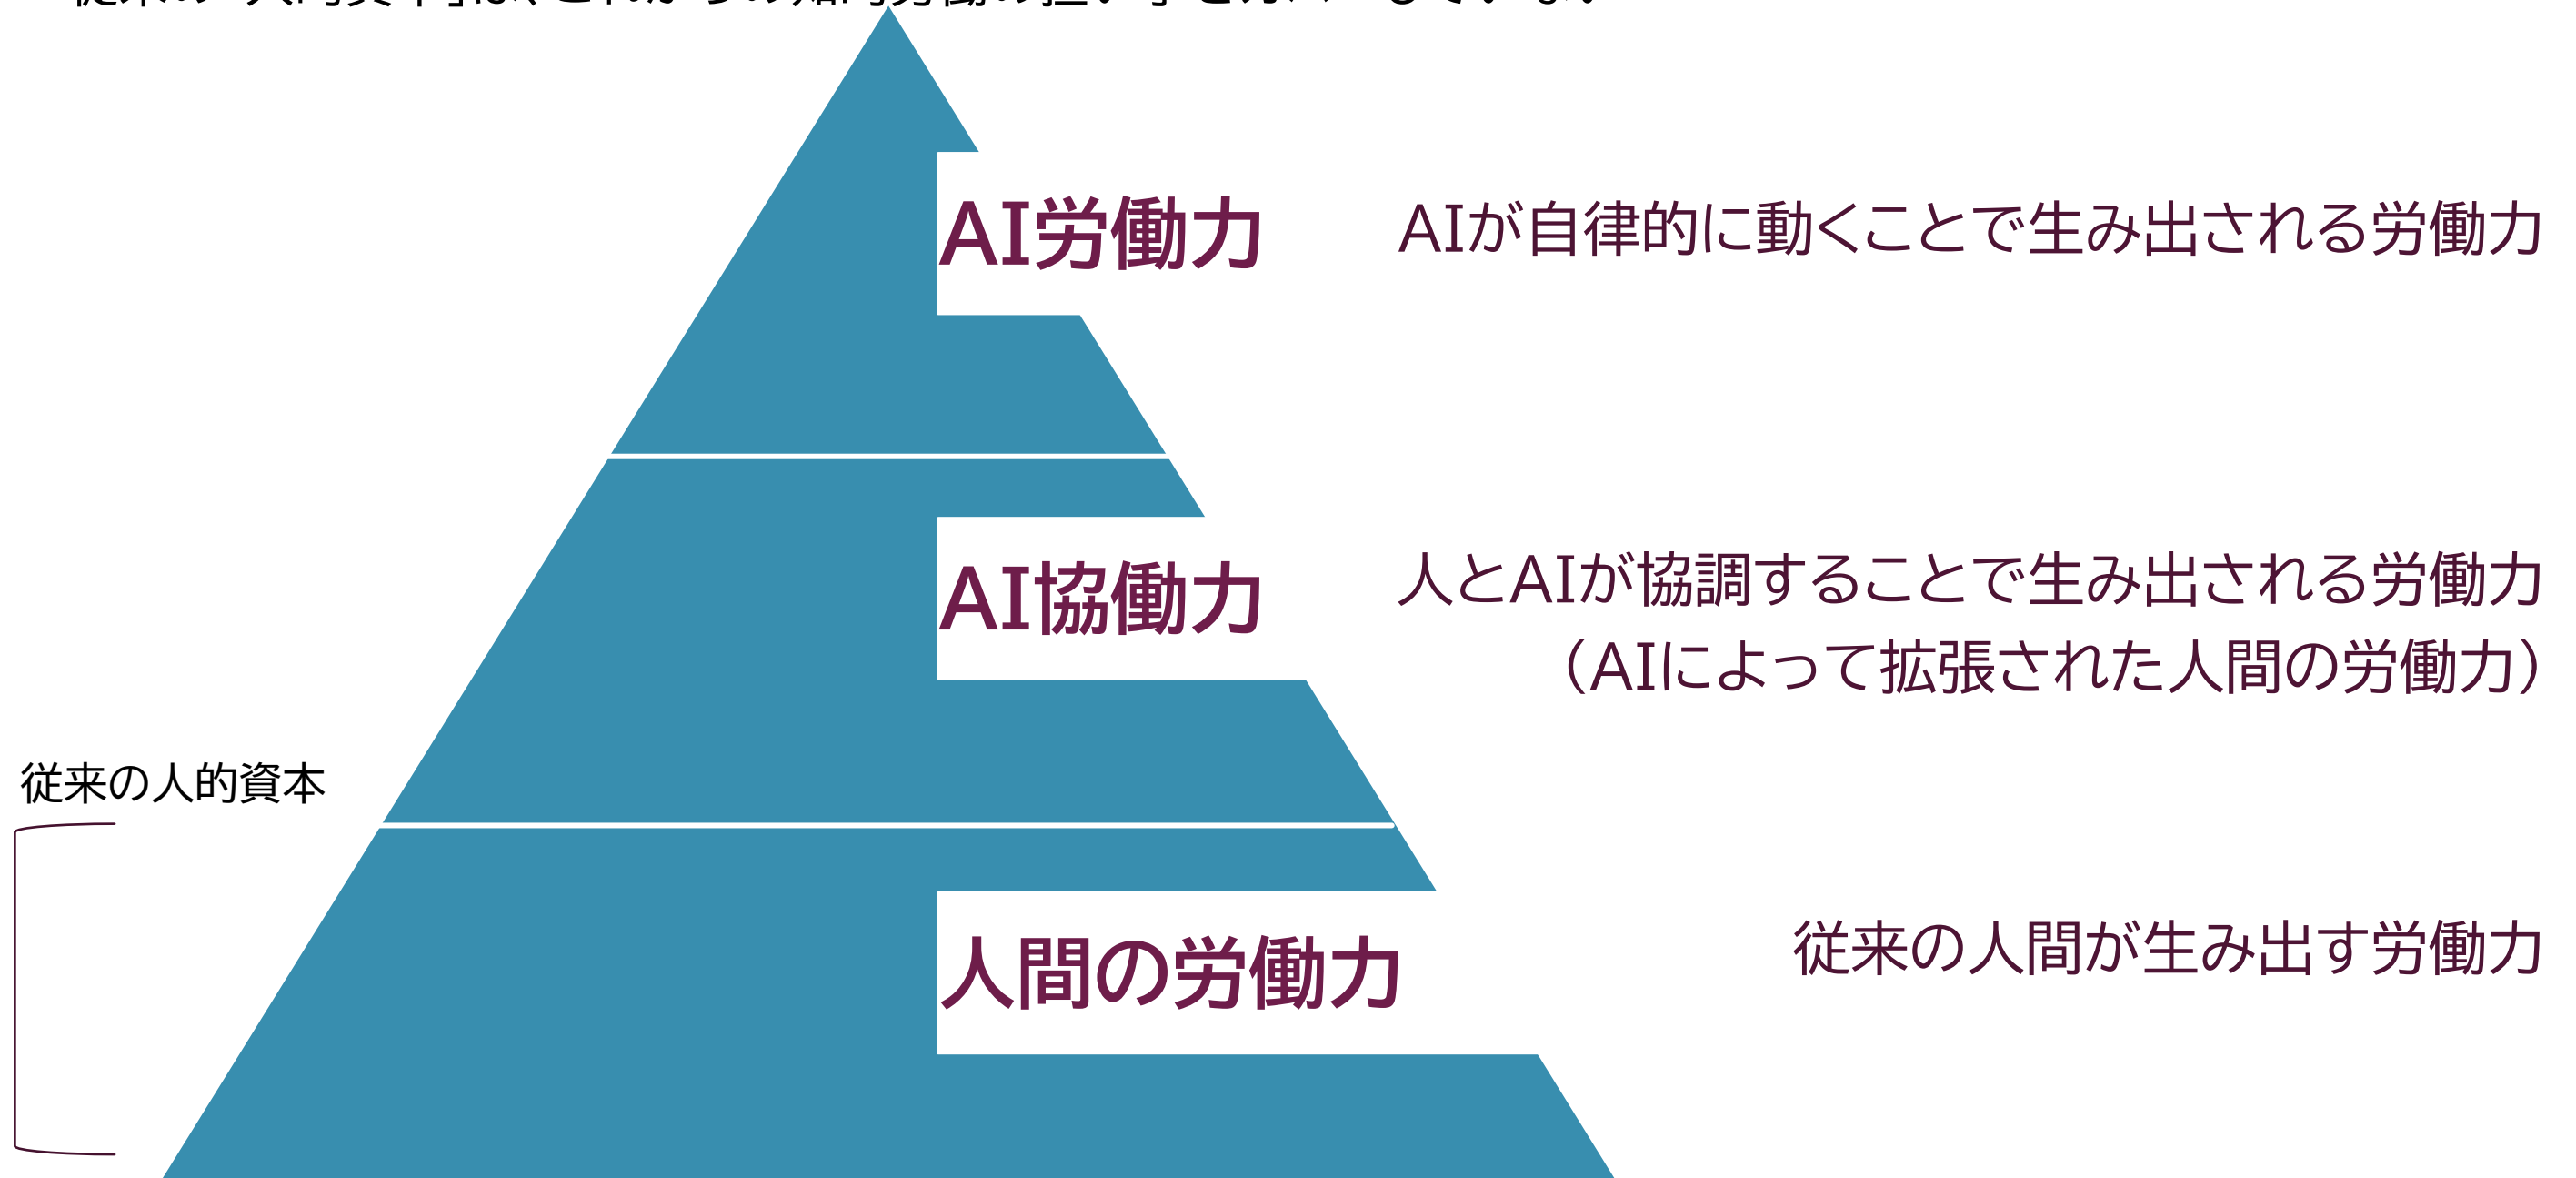 AI労働力
AIが自律的に動くことで生み出される労働力
AI協働力
人とAIが協調することで生み出される労働力
（AIによって拡張された人間の労働力）
従来の人的資本
人間の労働力
従来の人間が生み出す労働力